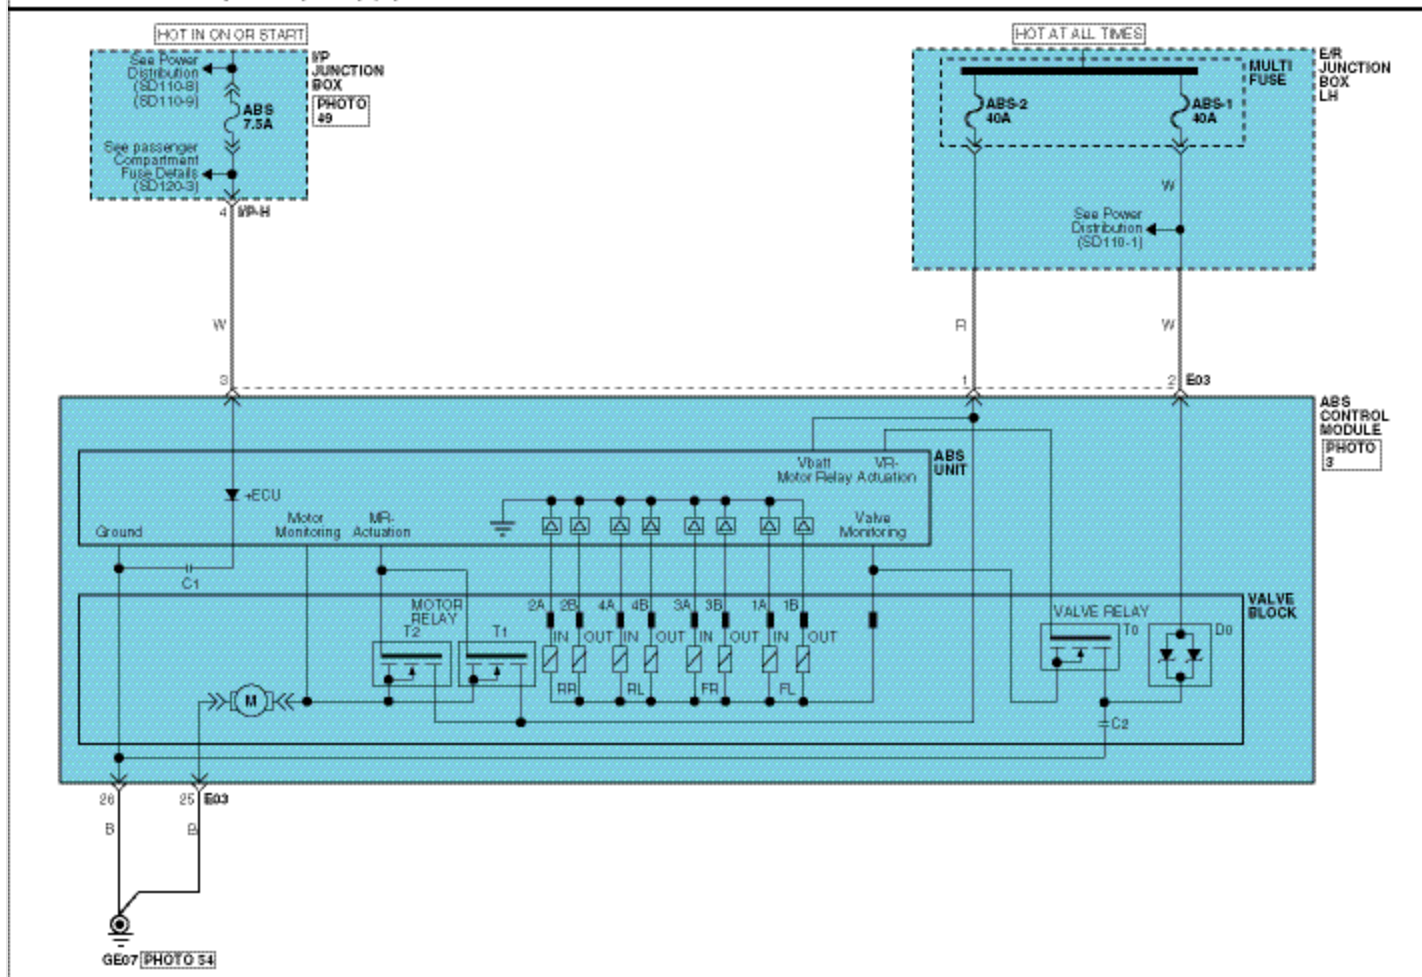 HOT IN ON OR START
HOT AT ALL TIMES
See Power
Distribution
(SD110-8)
(SD110-9)
ABS
7.5A
See passenger
Compartment
Fuse Details
(SD120-3)
I/P
JUNCTION
BOX
PHOTO
49
4 I/P-H
ABS-2
40A
ABS-1
40A
MULTI
FUSE
E/R
JUNCTION
BOX
LH
W
See Power
Distribution
(SD110-1)
W
R
W
3
1
2 E03
ABS
CONTROL
MODULE
PHOTO
3
ABS
UNIT
Vbatt
Motor Relay
VR-
Actuation
+ECU
Ground
Motor
Monitoring
MR-
Actuation
Valve
Monitoring
C1
VALVE
BLOCK
MOTOR
RELAY
T2
T1
2A 2B 4A 4B 3A 3B 1A 1B
IN OUT IN OUT IN OUT IN OUT
RR RL FR FL
VALVE RELAY
T0
D0
M
C2
26
25 E03
B
B
GE07 PHOTO 54